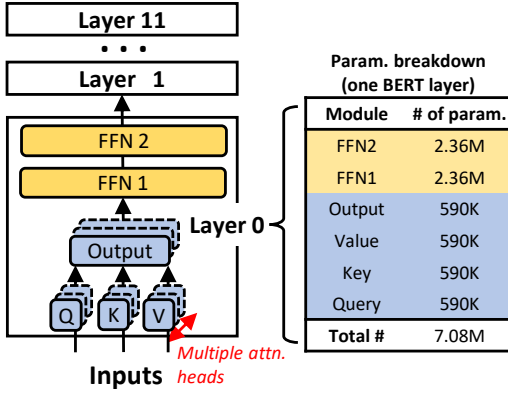 Layer 11
...
Layer 1
FFN 2
FFN 1
Output
Q K V
Multiple attn.
heads
Inputs
Layer 0
Param. breakdown
(one BERT layer)
Module # of param.
FFN2 2.36M
FFN1 2.36M
Output 590K
Value 590K
Key 590K
Query 590K
Total # 7.08M